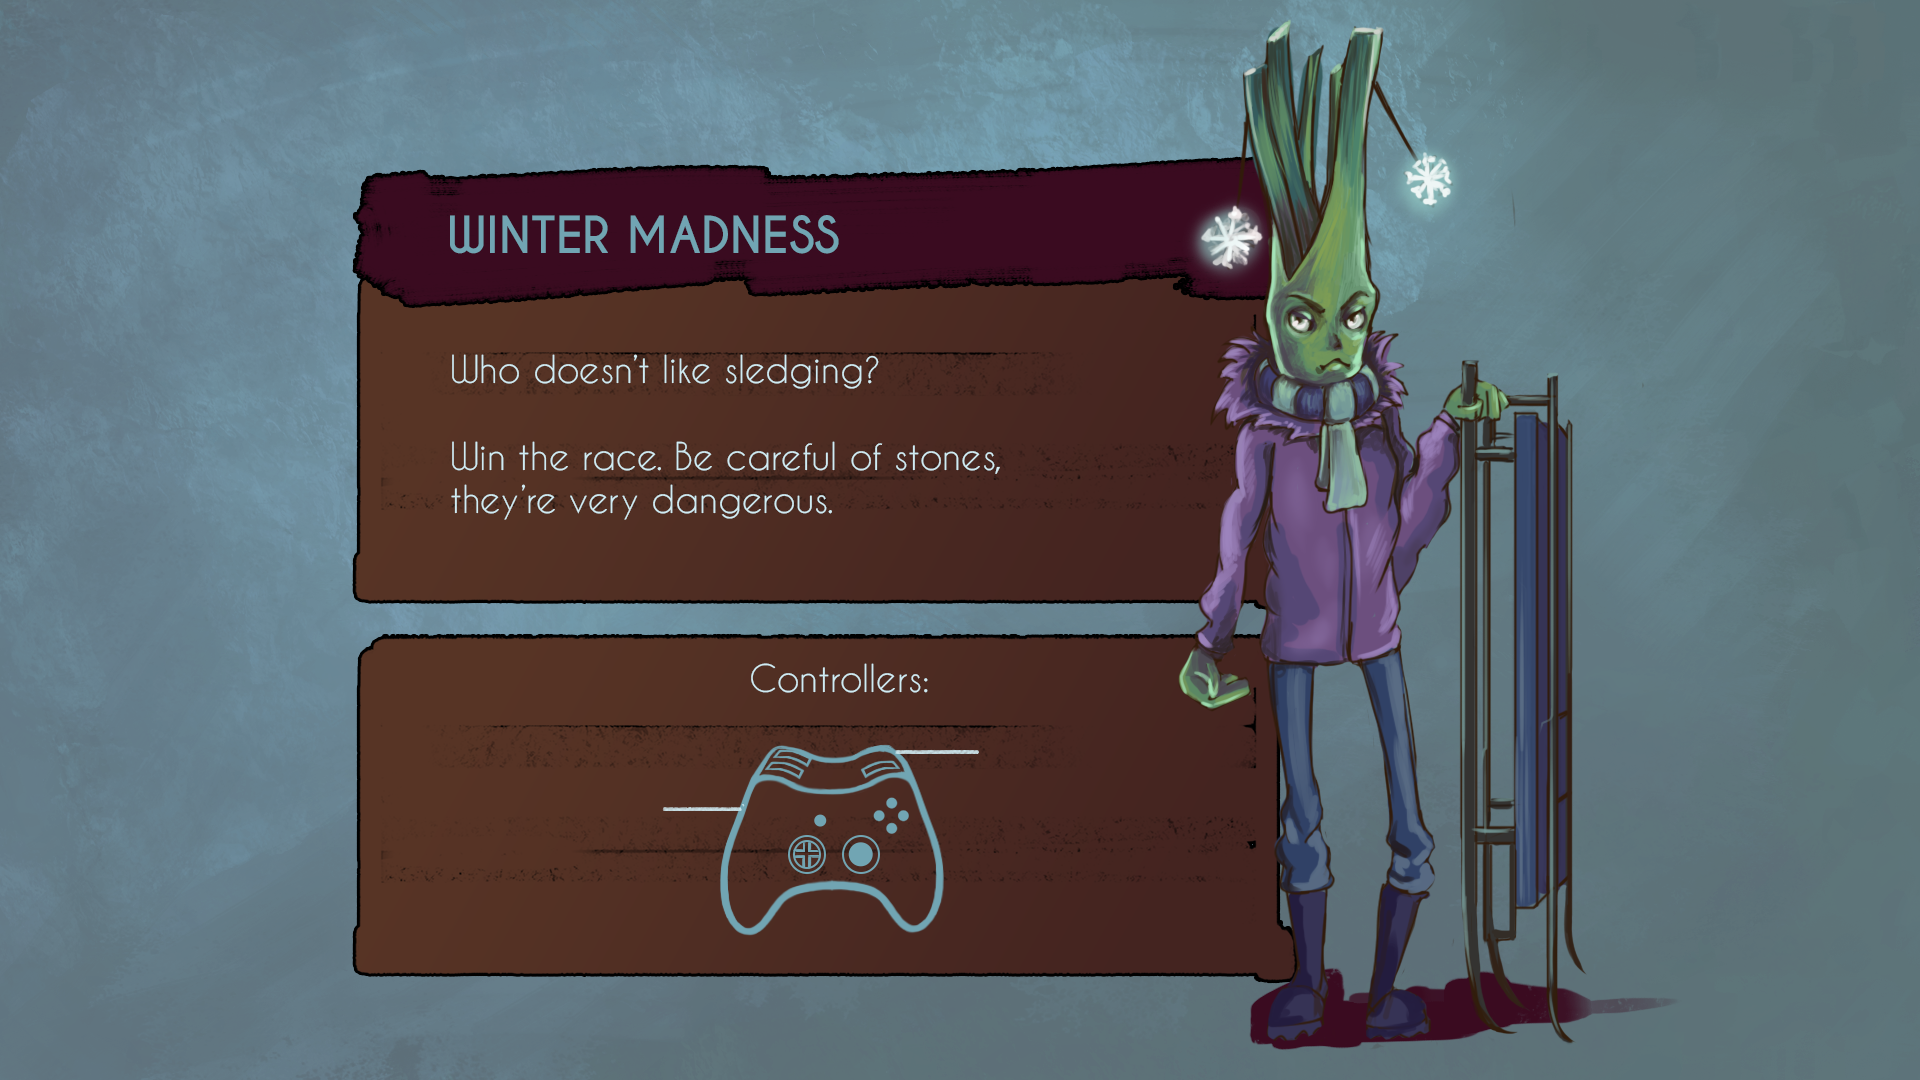 WINTER MADNESS
Who doesn't like sledging?
Win the race. Be careful of stones,
they're very dangerous.
Controllers: